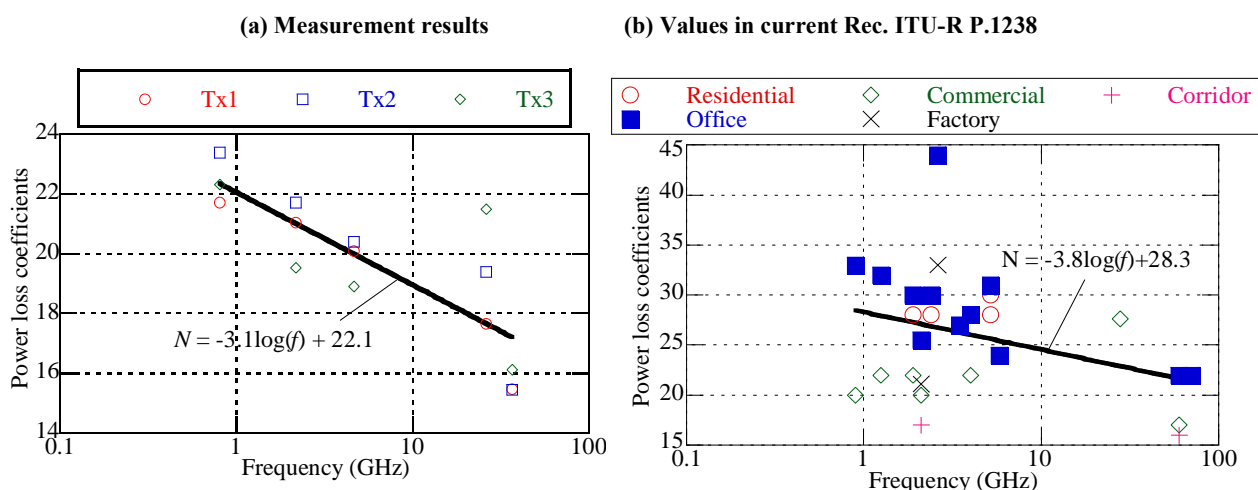 (a) Measurement results
Tx1 Tx2 Tx3
Power loss coefficients
24
22
20
18
16
14
N = -3.1log(f) + 22.1
0.1 1 10 100
Frequency (GHz)
(b) Values in current Rec. ITU-R P.1238
Residential Commercial Corridor
Office Factory
Power loss coefficients
45
40
35
30
25
20
15
N = -3.8log(f)+28.3
0.1 1 10 100
Frequency (GHz)